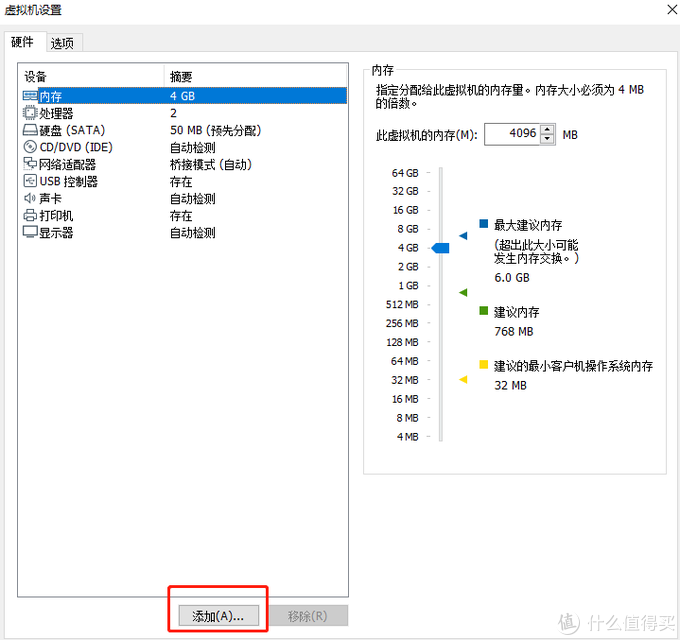 虚拟机设置
硬件 选项
设备 摘要
内存 4 GB
处理器 2
硬盘 (SATA) 50 MB (预先分配)
CD/DVD (IDE) 自动检测
网络适配器 桥接模式 (自动)
USB 控制器 存在
声卡 自动检测
打印机 存在
显示器 自动检测
添加(A)... 移除(R)
内存
指定分配给此虚拟机的内存量。内存大小必须为 4 MB
的倍数。
此虚拟机的内存(M): 4096 MB
64 GB
32 GB
16 GB
8 GB
4 GB
2 GB
1 GB
512 MB
256 MB
128 MB
64 MB
32 MB
16 MB
8 MB
4 MB
最大建议内存
(超出此大小可能
发生内存交换。)
6.0 GB
建议内存
768 MB
建议的最小客户机操作系统内存
32 MB
值 什么值得买